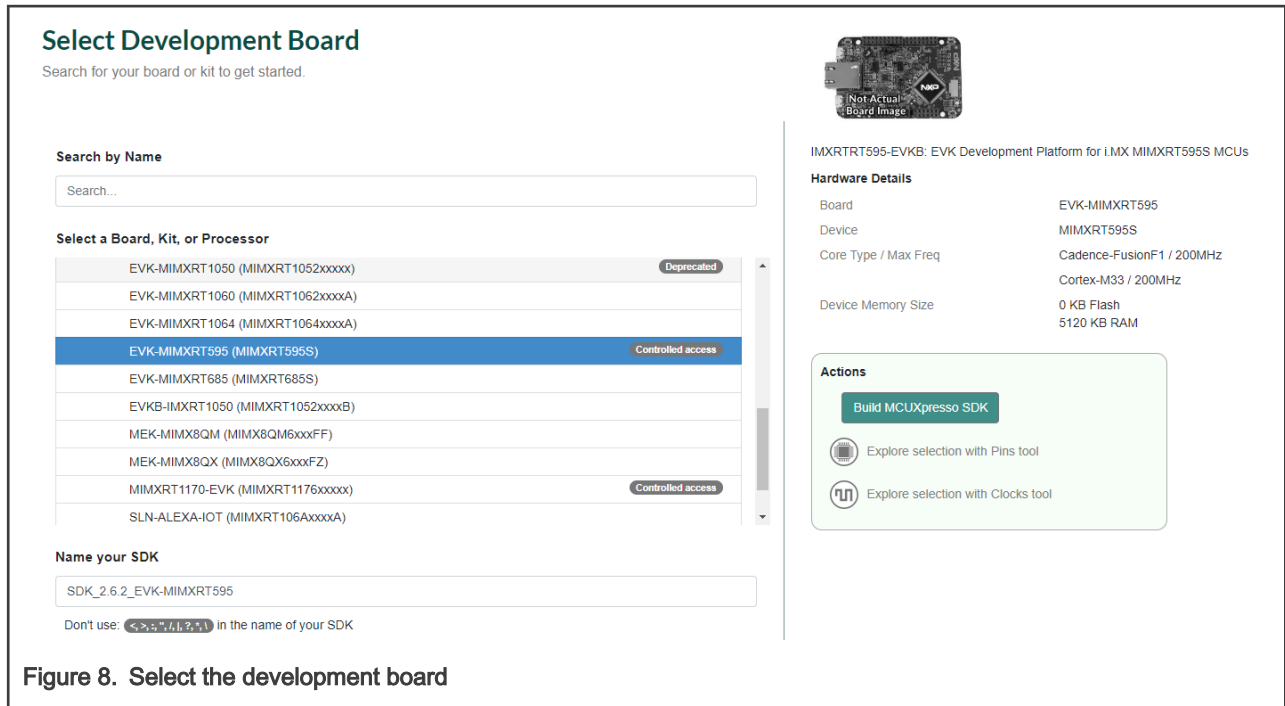 Select Development Board
Search for your board or kit to get started.
Search by Name
Search...
Select a Board, Kit, or Processor
EVK-MIMXRT1050 (MIMXRT1052xxxxx) Deprecated
EVK-MIMXRT1060 (MIMXRT1062xxxxA)
EVK-MIMXRT1064 (MIMXRT1064xxxxA)
EVK-MIMXRT595 (MIMXRT595S) Controlled access
EVK-MIMXRT685 (MIMXRT685S)
EVKB-IMXRT1050 (MIMXRT1052xxxxB)
MEK-MIMX8QM (MIMX8QM6xxxFF)
MEK-MIMX8QX (MIMX8QX6xxxFZ)
MIMXRT1170-EVK (MIMXRT1176xxxxx) Controlled access
SLN-ALEXA-IOT (MIMXRT106AxxxxA)
Name your SDK
SDK_2.6.2_EVK-MIMXRT595
Don't use: <,>,:,",/,|,?,*,\ in the name of your SDK
NXP
Not Actual
Board Image
IMXRTRT595-EVKB: EVK Development Platform for i.MX MIMXRT595S MCUs
Hardware Details
Board EVK-MIMXRT595
Device MIMXRT595S
Core Type / Max Freq Cadence-FusionF1 / 200MHz
Cortex-M33 / 200MHz
Device Memory Size 0 KB Flash
5120 KB RAM
Actions
Build MCUXpresso SDK
Explore selection with Pins tool
Explore selection with Clocks tool
Figure 8. Select the development board